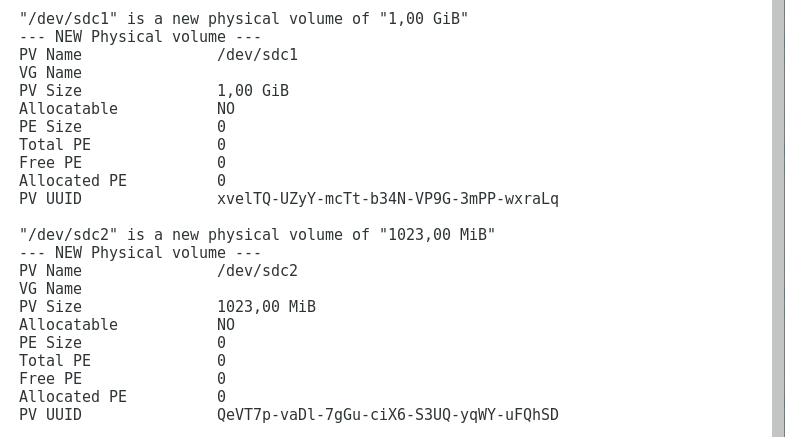 "/dev/sdc1" is a new physical volume of "1,00 GiB"
--- NEW Physical volume ---
PV Name               /dev/sdc1
VG Name
PV Size               1,00 GiB
Allocatable           NO
PE Size               0
Total PE              0
Free PE               0
Allocated PE          0
PV UUID               xvelTQ-UZyY-mcTt-b34N-VP9G-3mPP-wxraLq

"/dev/sdc2" is a new physical volume of "1023,00 MiB"
--- NEW Physical volume ---
PV Name               /dev/sdc2
VG Name
PV Size               1023,00 MiB
Allocatable           NO
PE Size               0
Total PE              0
Free PE               0
Allocated PE          0
PV UUID               QeVT7p-vaDl-7gGu-ciX6-S3UQ-yqWY-uFQhSD